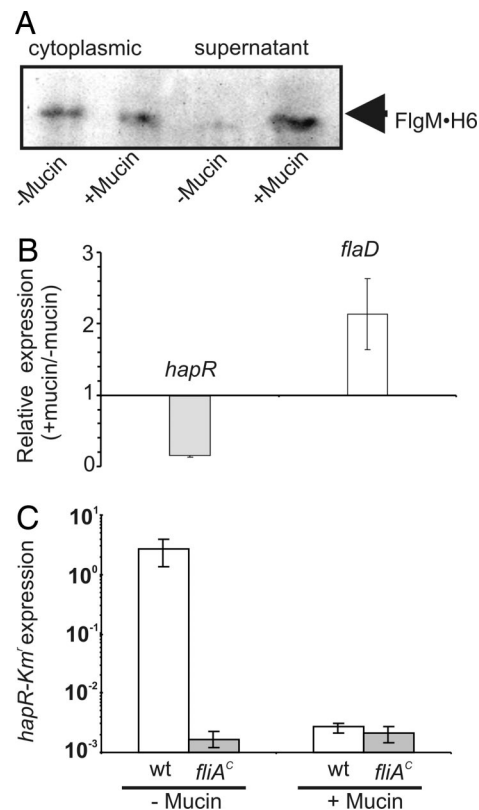 A
cytoplasmic supernatant
FlgM•H6
-Mucin +Mucin -Mucin +Mucin
B
3
2
1
0
Relative expression
(+mucin/-mucin)
hapR
flaD
C
10¹
10⁰
10⁻¹
10⁻²
10⁻³
hapR-Kmʳ expression
wt fliAᶜ wt fliAᶜ
- Mucin + Mucin